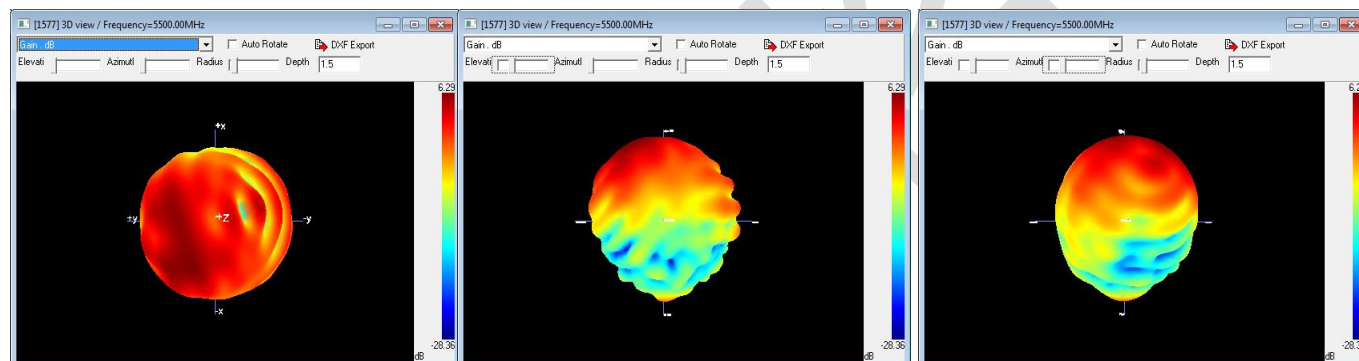 [1577] 3D view / Frequency=5500.00MHz
Gain . dB
Auto Rotate
DXF Export
Elevati
Azimutl
Radius
Depth
1.5
6.29
+x
+y
+Z
-y
-x
-28.36
dB
[1577] 3D view / Frequency=5500.00MHz
Gain . dB
Auto Rotate
DXF Export
Elevati
Azimutl
Radius
Depth
1.5
6.29
-28.36
dB
[1577] 3D view / Frequency=5500.00MHz
Gain . dB
Auto Rotate
DXF Export
Elevati
Azimutl
Radius
Depth
1.5
dB